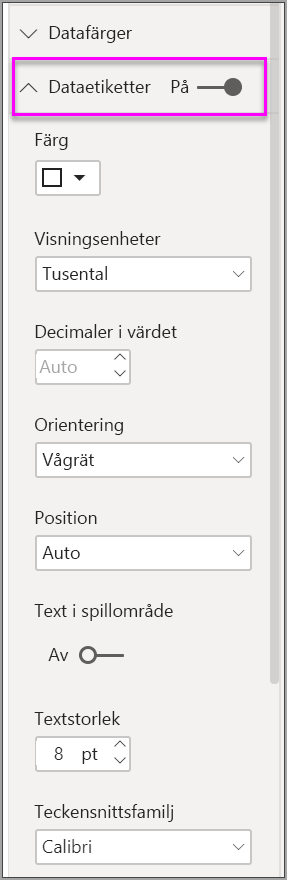 Datafärger
Dataetiketter På
Färg
Visningsenheter
Tusental
Decimaler i värdet
Auto
Orientering
Vågrät
Position
Auto
Text i spillområde
Av
Textstorlek
8 pt
Teckensnittsfamilj
Calibri